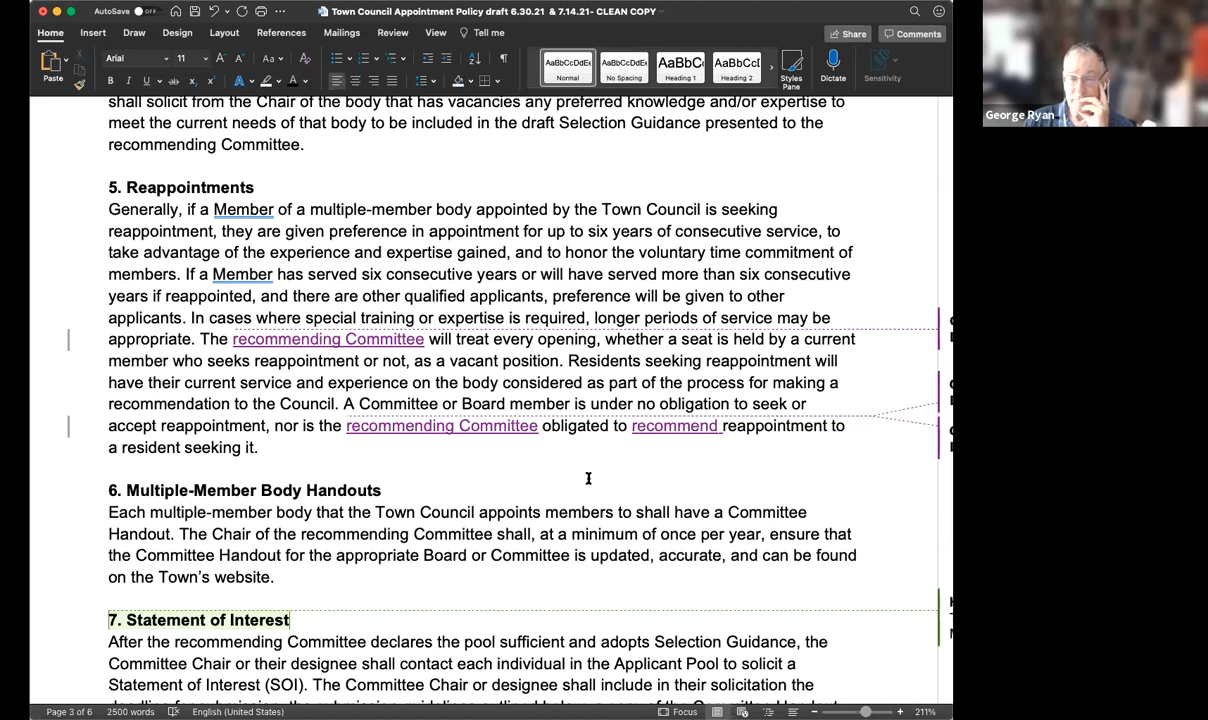 AutoSave OFF
Town Council Appointment Policy draft 6.30.21 & 7.14.21- CLEAN COPY
Home Insert Draw Design Layout References Mailings Review View Tell me Share Comments
Paste Arial 11 Aa AaBbCcDdEe Normal AaBbCcDdEe No Spacing AaBbC Heading 1 AaBbCcD Heading 2 Styles Pane Dictate Sensitivity
shall solicit from the Chair of the body that has vacancies any preferred knowledge and/or expertise to
meet the current needs of that body to be included in the draft Selection Guidance presented to the
recommending Committee.
5. Reappointments
Generally, if a Member of a multiple-member body appointed by the Town Council is seeking
reappointment, they are given preference in appointment for up to six years of consecutive service, to
take advantage of the experience and expertise gained, and to honor the voluntary time commitment of
members. If a Member has served six consecutive years or will have served more than six consecutive
years if reappointed, and there are other qualified applicants, preference will be given to other
applicants. In cases where special training or expertise is required, longer periods of service may be
appropriate. The recommending Committee will treat every opening, whether a seat is held by a current
member who seeks reappointment or not, as a vacant position. Residents seeking reappointment will
have their current service and experience on the body considered as part of the process for making a
recommendation to the Council. A Committee or Board member is under no obligation to seek or
accept reappointment, nor is the recommending Committee obligated to recommend reappointment to
a resident seeking it.
6. Multiple-Member Body Handouts
Each multiple-member body that the Town Council appoints members to shall have a Committee
Handout. The Chair of the recommending Committee shall, at a minimum of once per year, ensure that
the Committee Handout for the appropriate Board or Committee is updated, accurate, and can be found
on the Town's website.
7. Statement of Interest
After the recommending Committee declares the pool sufficient and adopts Selection Guidance, the
Committee Chair or their designee shall contact each individual in the Applicant Pool to solicit a
Statement of Interest (SOI). The Committee Chair or designee shall include in their solicitation the
Page 3 of 6 2500 words English (United States) Focus 211%
George Ryan